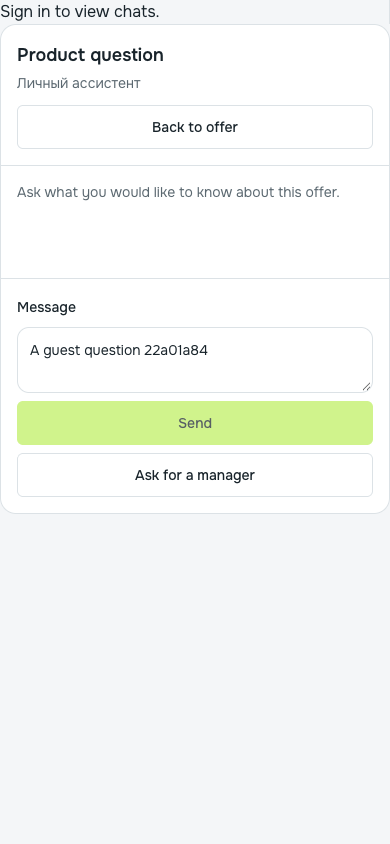 Sign in to view chats.
Product question
Личный ассистент
Back to offer
Ask what you would like to know about this offer.
Message
A guest question 22a01a84
Send
Ask for a manager